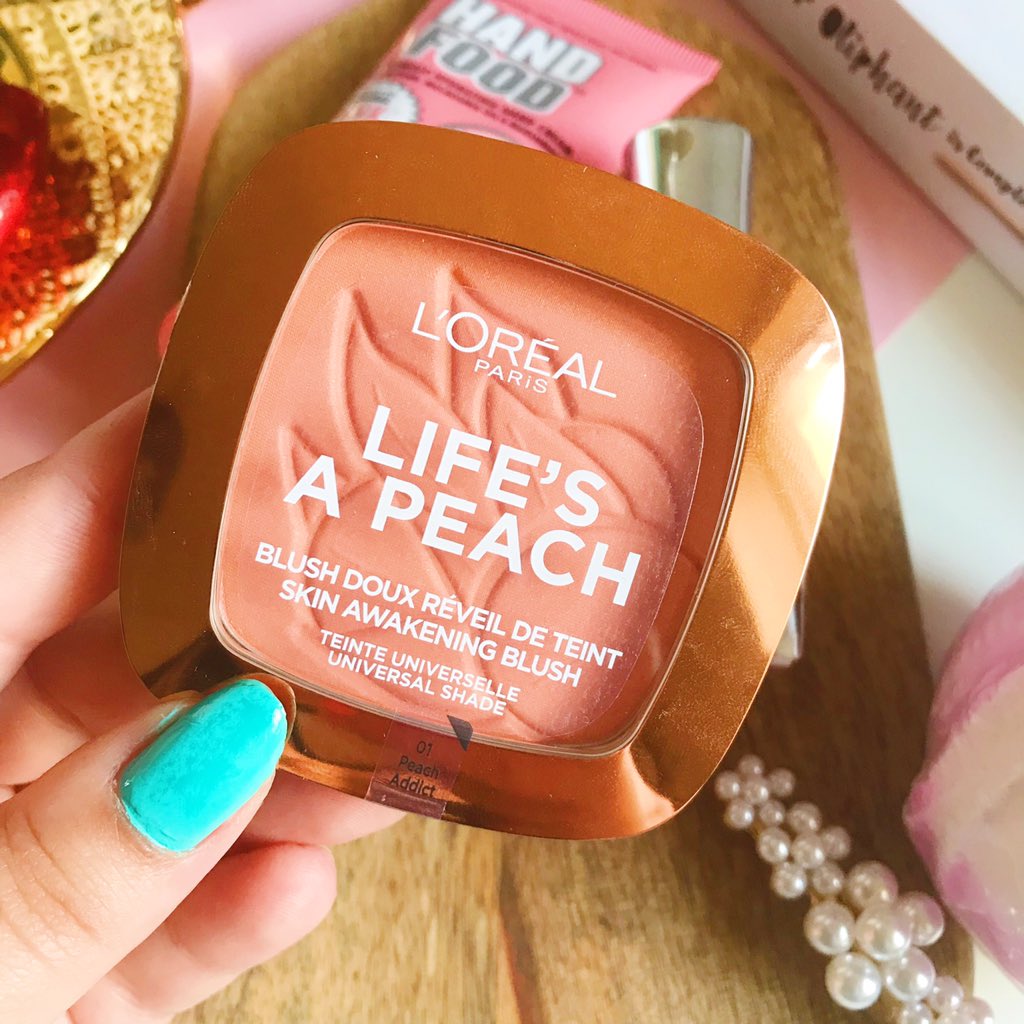 HAND
FOOD
Oliphant
L'ORÉAL
PARIS
LIFE'S
A PEACH
BLUSH DOUX RÉVEIL DE TEINT
SKIN AWAKENING BLUSH
TEINTE UNIVERSELLE
UNIVERSAL SHADE
01
Peach
Addict